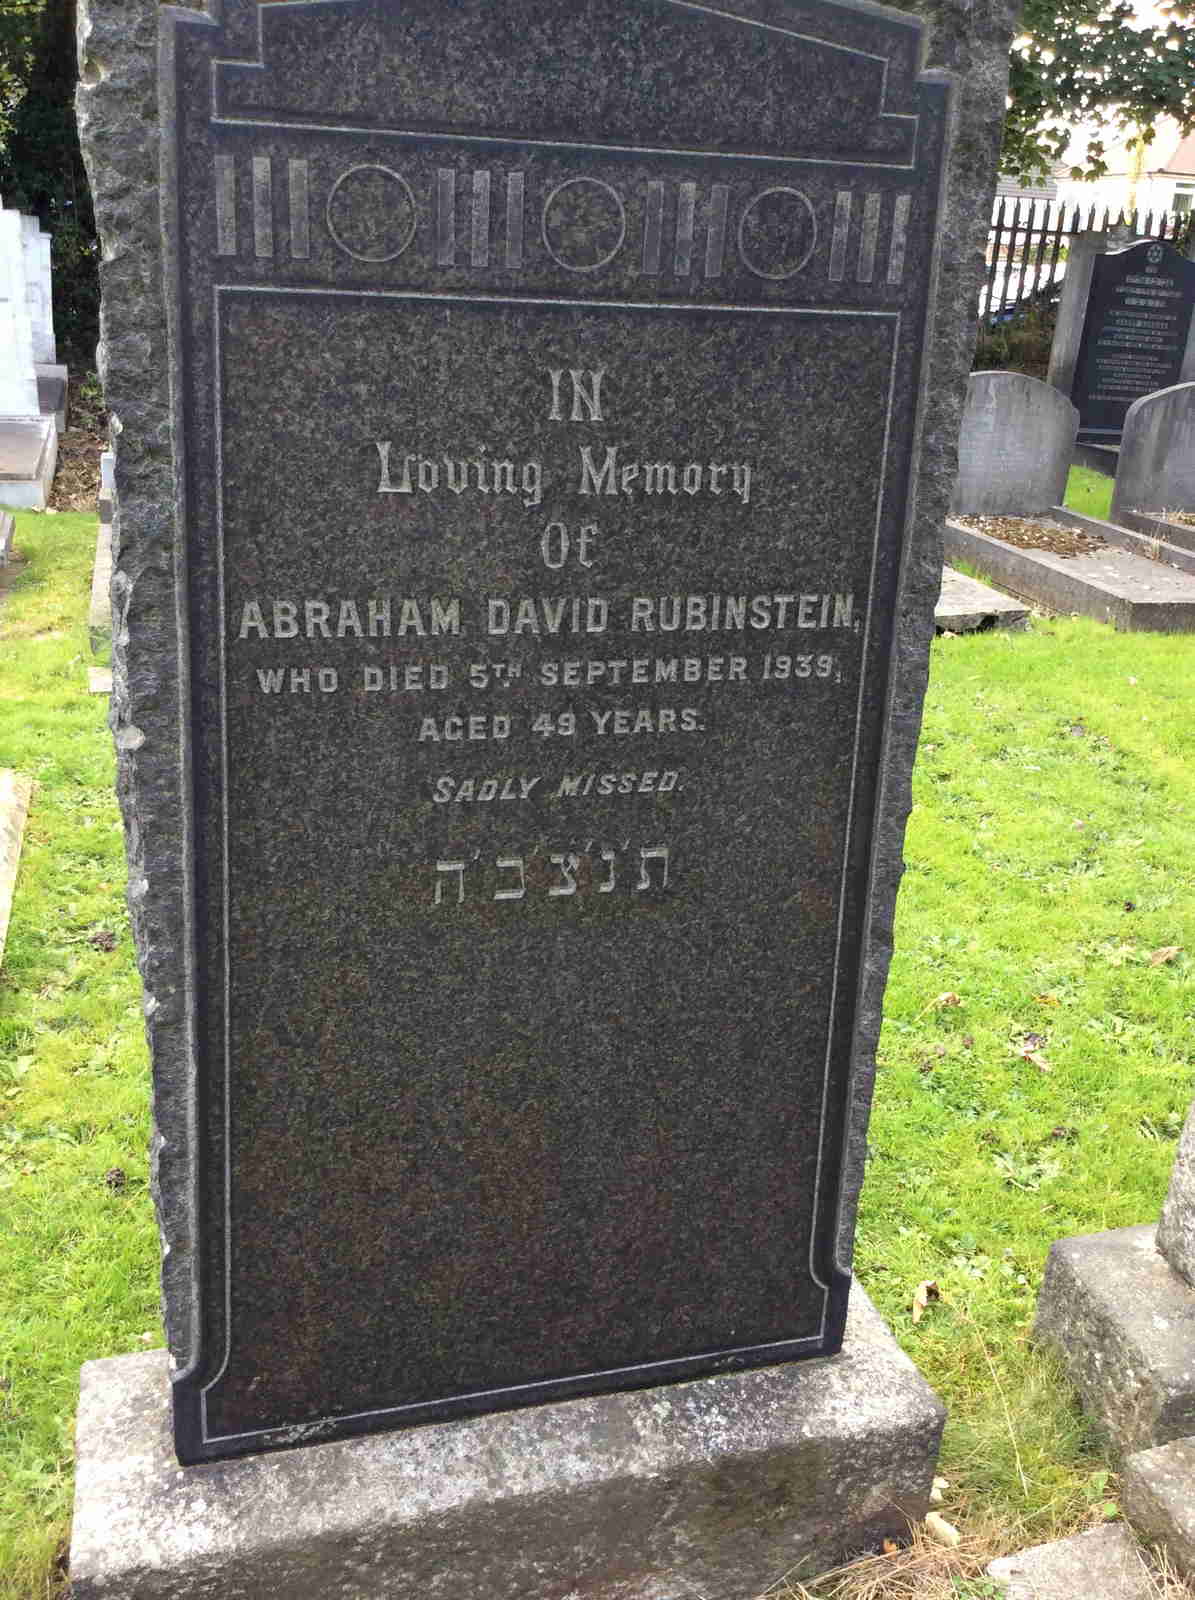 IN
Loving Memory
Of
ABRAHAM DAVID RUBINSTEIN,
WHO DIED 5TH SEPTEMBER 1939,
AGED 49 YEARS.
SADLY MISSED.
ת'נ'צ'ב'ה